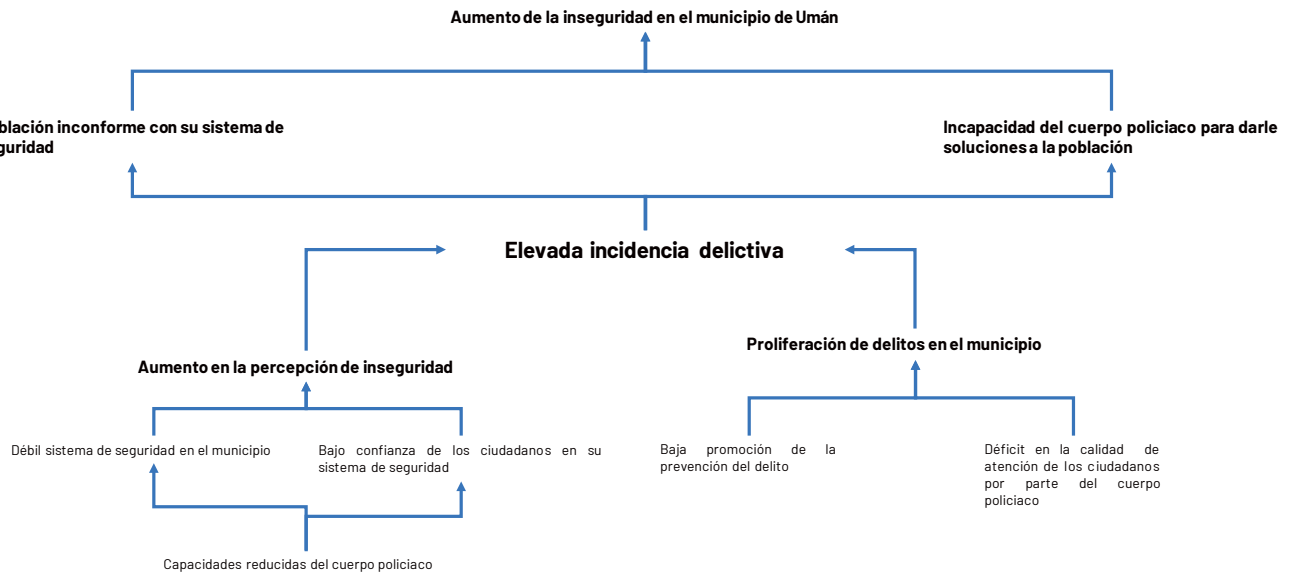 Aumento de la inseguridad en el municipio de Umán
blación inconforme con su sistema de
guridad
Incapacidad del cuerpo policiaco para darle
soluciones a la población
Elevada incidencia delictiva
Aumento en la percepción de inseguridad
Proliferación de delitos en el municipio
Débil sistema de seguridad en el municipio
Bajo confianza de los ciudadanos en su
sistema de seguridad
Baja promoción de la
prevención del delito
Déficit en la calidad de
atención de los ciudadanos
por parte del cuerpo
policiaco
Capacidades reducidas del cuerpo policiaco